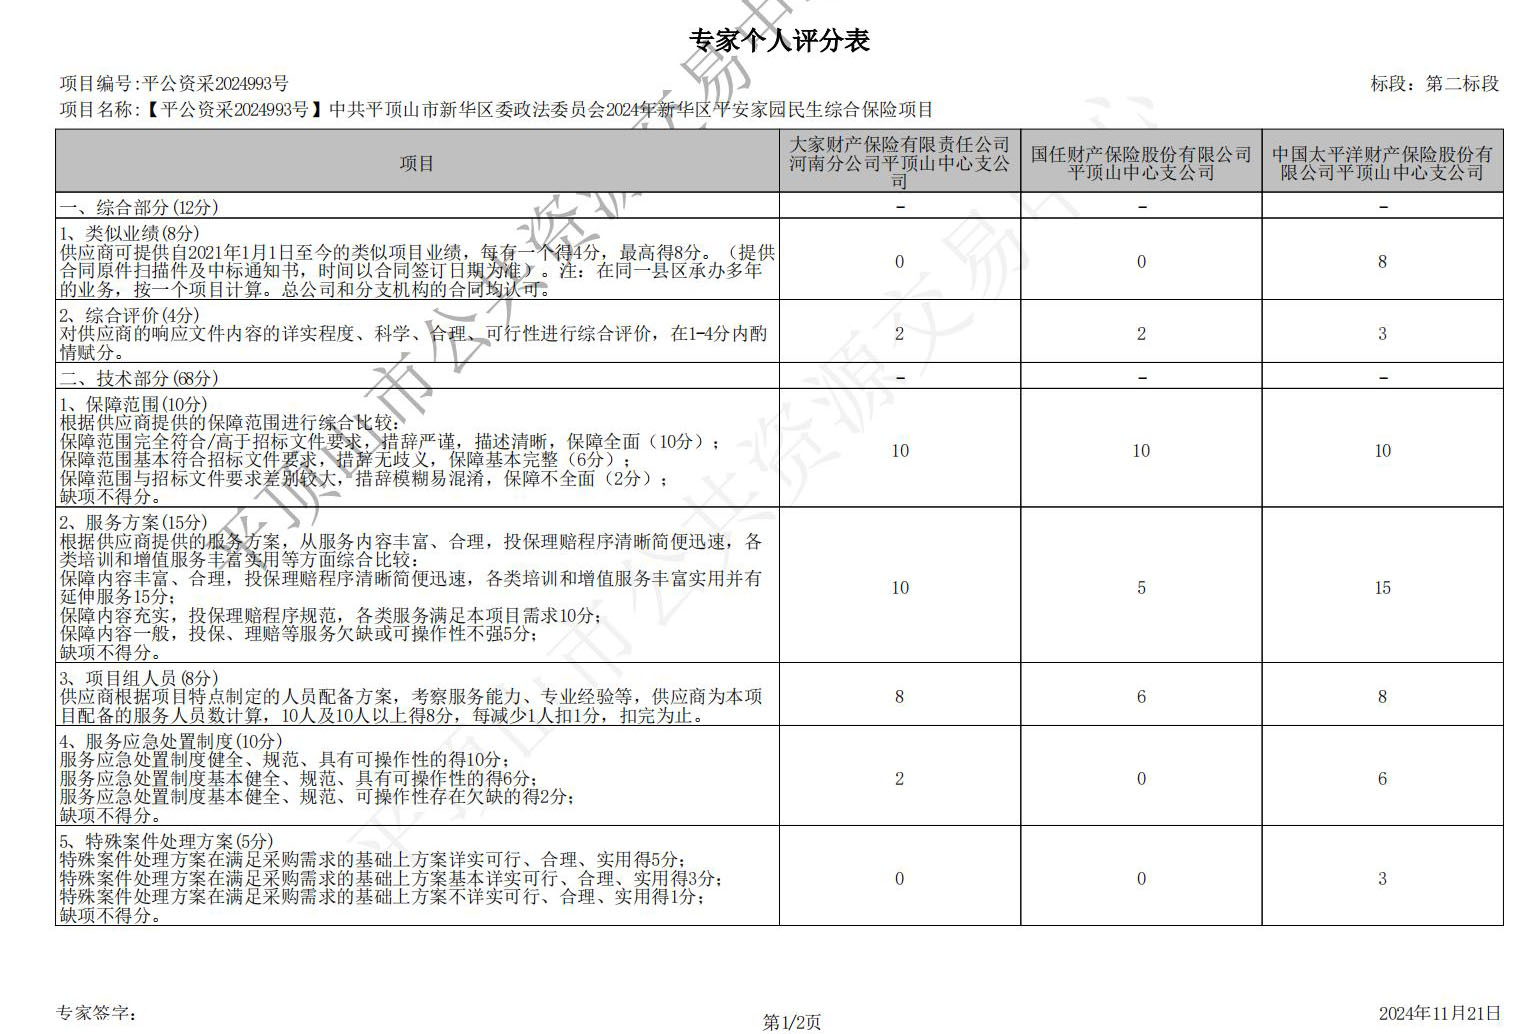 专家个人评分表
项目编号:平公资采2024993号
标段：第二标段
项目名称:【平公资采2024993号】中共平顶山市新华区委政法委员会2024年新华区平安家园民生综合保险项目
项目
大家财产保险有限责任公司
河南分公司平顶山中心支公
司
国任财产保险股份有限公司
平顶山中心支公司
中国太平洋财产保险股份有
限公司平顶山中心支公司
一、综合部分(12分)
-
-
-
1、类似业绩(8分)
供应商可提供自2021年1月1日至今的类似项目业绩，每有一个得4分，最高得8分。（提供
合同原件扫描件及中标通知书，时间以合同签订日期为准）。注：在同一县区承办多年
的业务，按一个项目计算。总公司和分支机构的合同均认可。
0
0
8
2、综合评价(4分)
对供应商的响应文件内容的详实程度、科学、合理、可行性进行综合评价，在1-4分内酌
情赋分。
2
2
3
二、技术部分(68分)
-
-
-
1、保障范围(10分)
根据供应商提供的保障范围进行综合比较：
保障范围完全符合/高于招标文件要求，措辞严谨，描述清晰，保障全面（10分）；
保障范围基本符合招标文件要求，措辞无歧义，保障基本完整（6分）；
保障范围与招标文件要求差别较大，措辞模糊易混淆，保障不全面（2分）；
缺项不得分。
10
10
10
2、服务方案(15分)
根据供应商提供的服务方案，从服务内容丰富、合理，投保理赔程序清晰简便迅速，各
类培训和增值服务丰富实用等方面综合比较：
保障内容丰富、合理，投保理赔程序清晰简便迅速，各类培训和增值服务丰富实用并有
延伸服务15分；
保障内容充实，投保理赔程序规范，各类服务满足本项目需求10分；
保障内容一般，投保、理赔等服务欠缺或可操作性不强5分；
缺项不得分。
10
5
15
3、项目组人员(8分)
供应商根据项目特点制定的人员配备方案，考察服务能力、专业经验等，供应商为本项
目配备的服务人员数计算，10人及10人以上得8分，每减少1人扣1分，扣完为止。
8
6
8
4、服务应急处置制度(10分)
服务应急处置制度健全、规范、具有可操作性的得10分；
服务应急处置制度基本健全、规范、具有可操作性的得6分；
服务应急处置制度基本健全、规范、可操作性存在欠缺的得2分；
缺项不得分。
2
0
6
5、特殊案件处理方案(5分)
特殊案件处理方案在满足采购需求的基础上方案详实可行、合理、实用得5分；
特殊案件处理方案在满足采购需求的基础上方案基本详实可行、合理、实用得3分；
特殊案件处理方案在满足采购需求的基础上方案不详实可行、合理、实用得1分；
缺项不得分。
0
0
3
专家签字：
2024年11月21日
第1/2页
平顶山市公共资源交易中
平顶山市公共资源交易中心